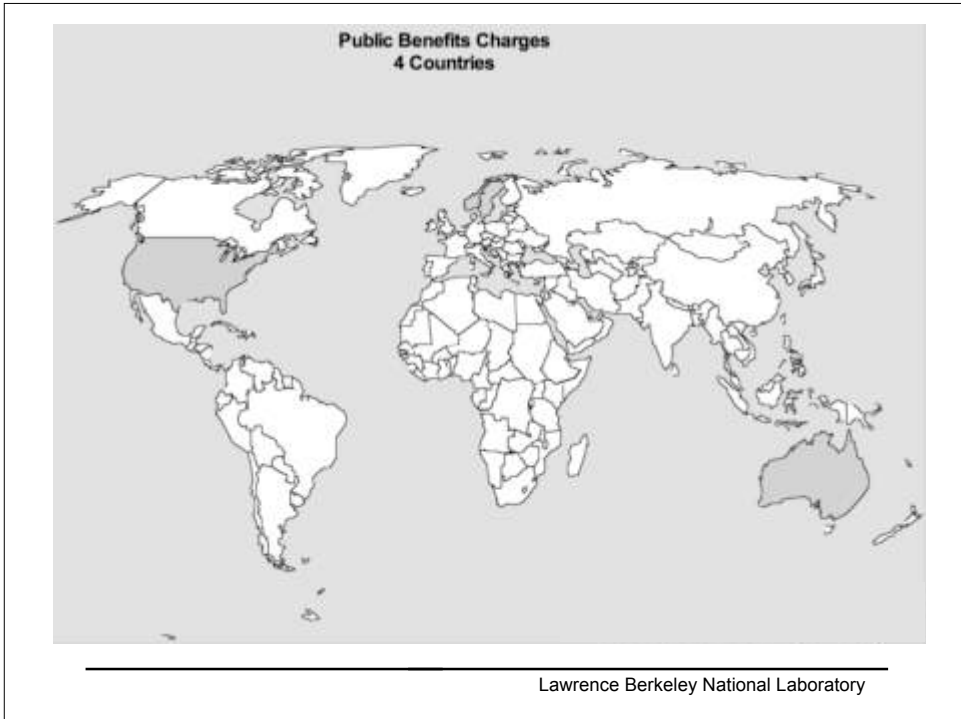 Public Benefits Charges
4 Countries
Lawrence Berkeley National Laboratory